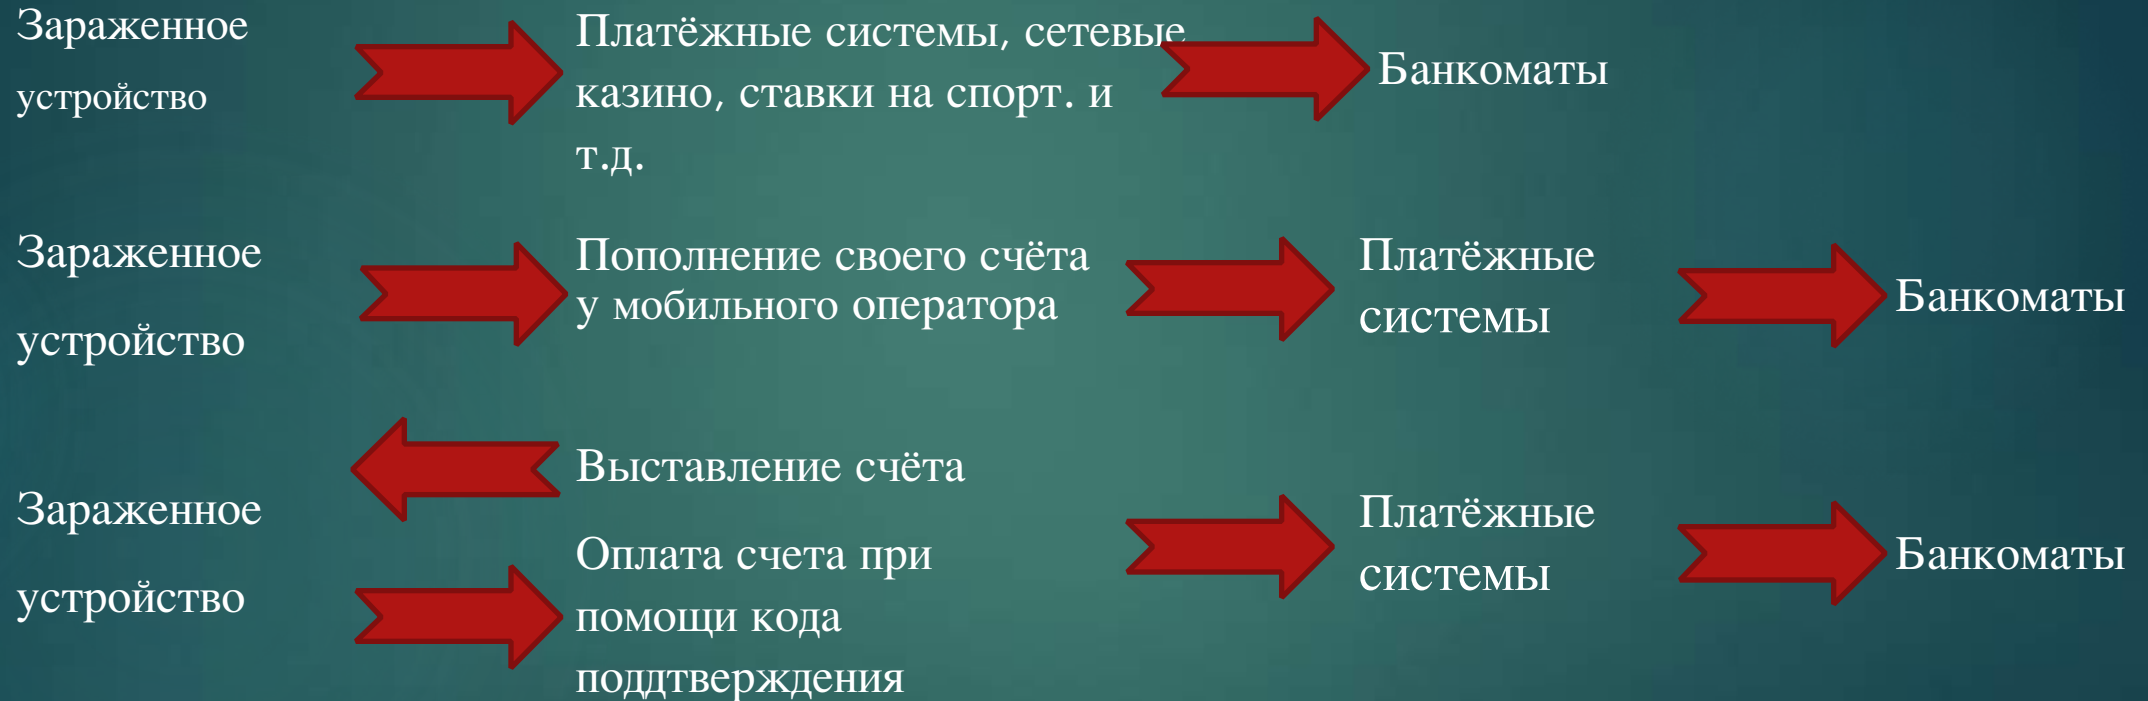 Зараженное
устройство
Платёжные системы, сетевые
казино, ставки на спорт. и
т.д.
Банкоматы
Зараженное
устройство
Пополнение своего счёта
у мобильного оператора
Платёжные
системы
Банкоматы
Зараженное
устройство
Выставление счёта
Оплата счета при
помощи кода
поддтверждения
Платёжные
системы
Банкоматы